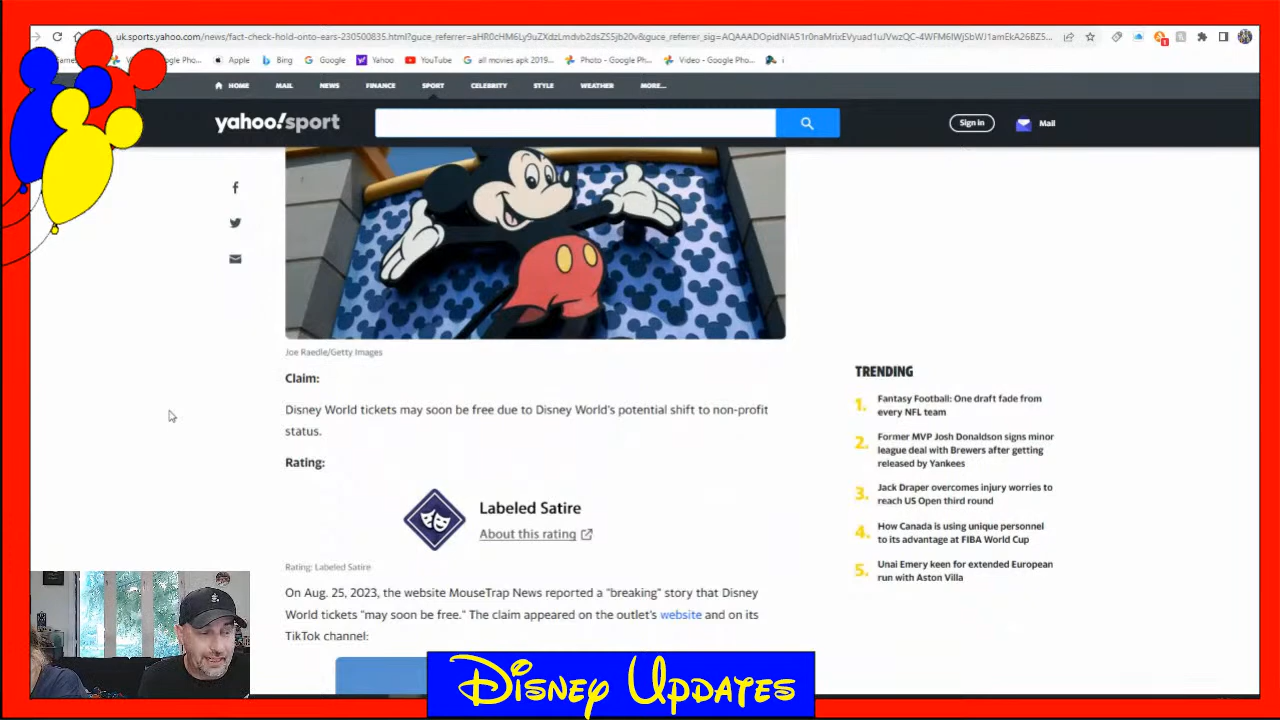 uk.sports.yahoo.com/news/fact-check-hold-onto-ears-230500835.html?guce_referrer=
Apple Bing Google Yahoo YouTube all movies apk 2019... Photo - Google Ph... Video - Google Pho...
HOME MAIL NEWS FINANCE SPORT CELEBRITY STYLE WEATHER MORE...
yahoo!sport
Sign in Mail
Joe Raedle/Getty Images
Claim:
Disney World tickets may soon be free due to Disney World's potential shift to non-profit
status.
Rating:
Labeled Satire
About this rating
Rating: Labeled Satire
On Aug. 25, 2023, the website MouseTrap News reported a "breaking" story that Disney
World tickets "may soon be free." The claim appeared on the outlet's website and on its
TikTok channel:
TRENDING
1. Fantasy Football: One draft fade from
every NFL team
2. Former MVP Josh Donaldson signs minor
league deal with Brewers after getting
released by Yankees
3. Jack Draper overcomes injury worries to
reach US Open third round
4. How Canada is using unique personnel
to its advantage at FIBA World Cup
5. Unai Emery keen for extended European
run with Aston Villa
Disney Updates